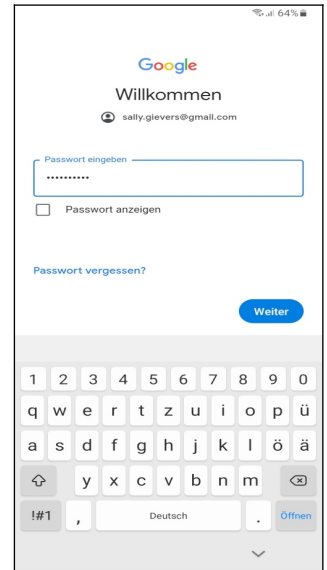 64%
Google
Willkommen
sally.gievers@gmail.com
Passwort eingeben
••••••••••
Passwort anzeigen
Passwort vergessen?
Weiter
1 2 3 4 5 6 7 8 9 0
q w e r t z u i o p ü
a s d f g h j k l ö ä
y x c v b n m
!#1 , Deutsch . Öffnen